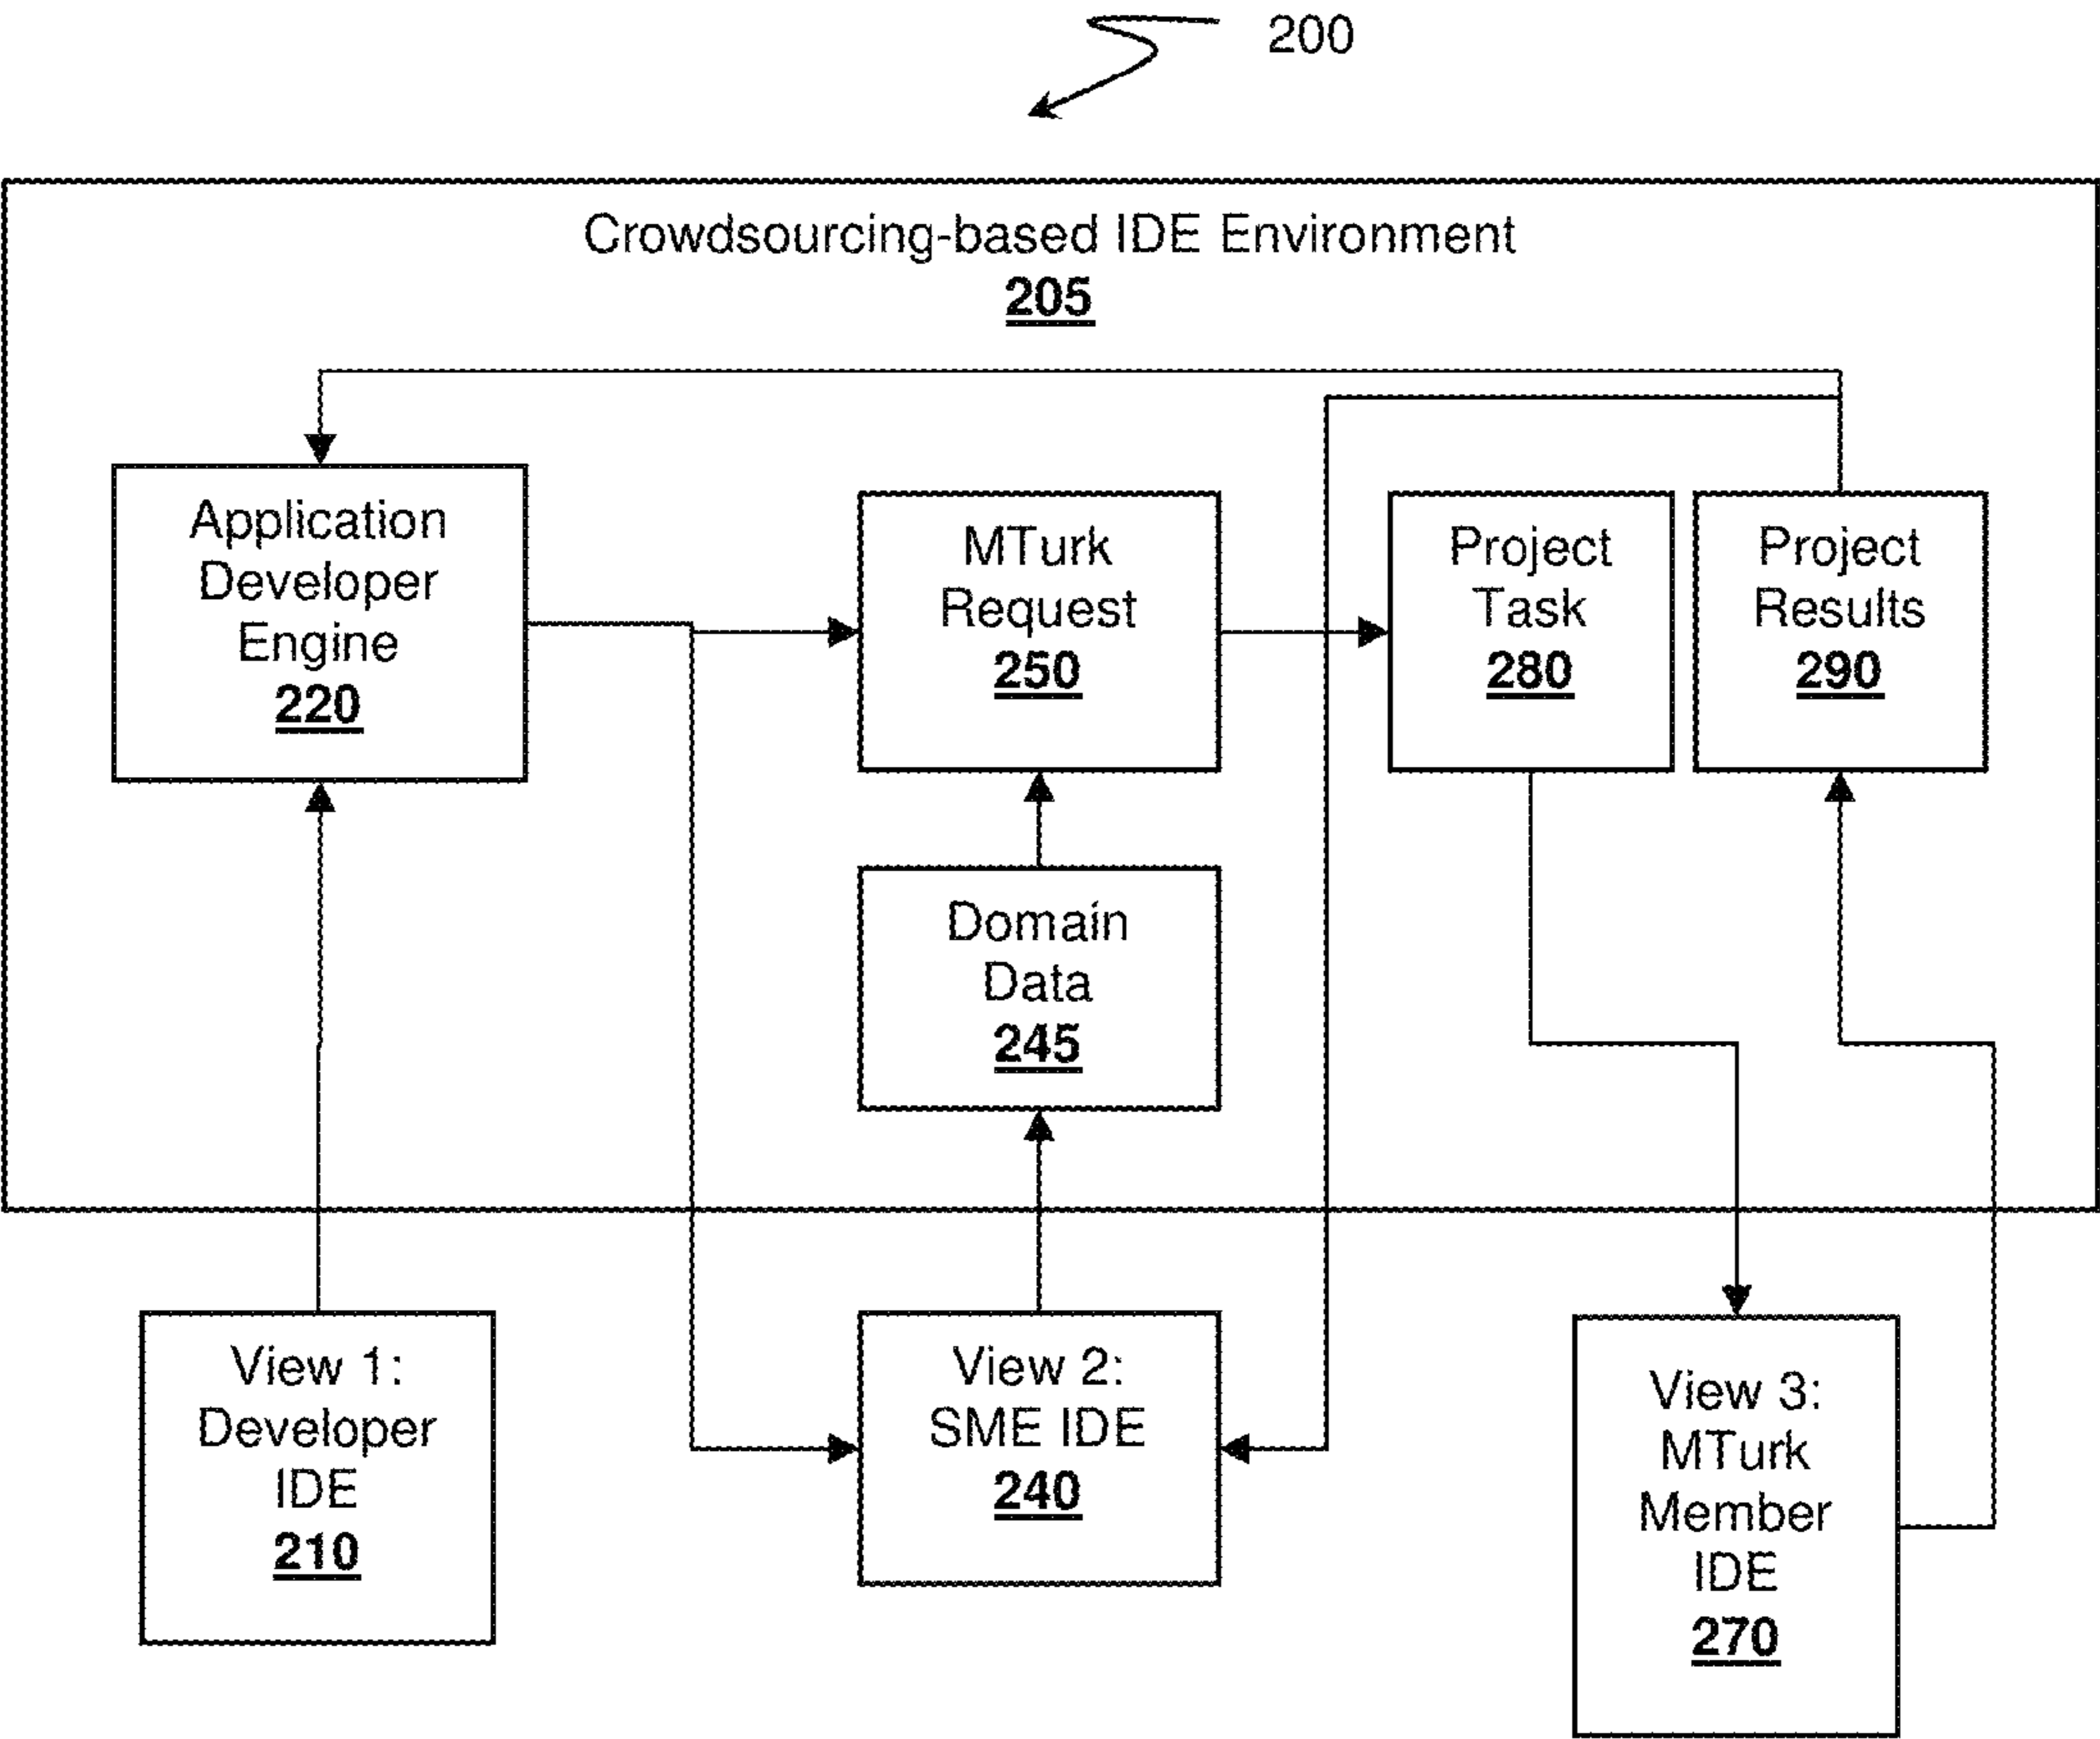 200
Crowdsourcing-based IDE Environment
205
Application
Developer
Engine
220
MTurk
Request
250
Project
Task
280
Project
Results
290
Domain
Data
245
View 1:
Developer
IDE
210
View 2:
SME IDE
240
View 3:
MTurk
Member
IDE
270